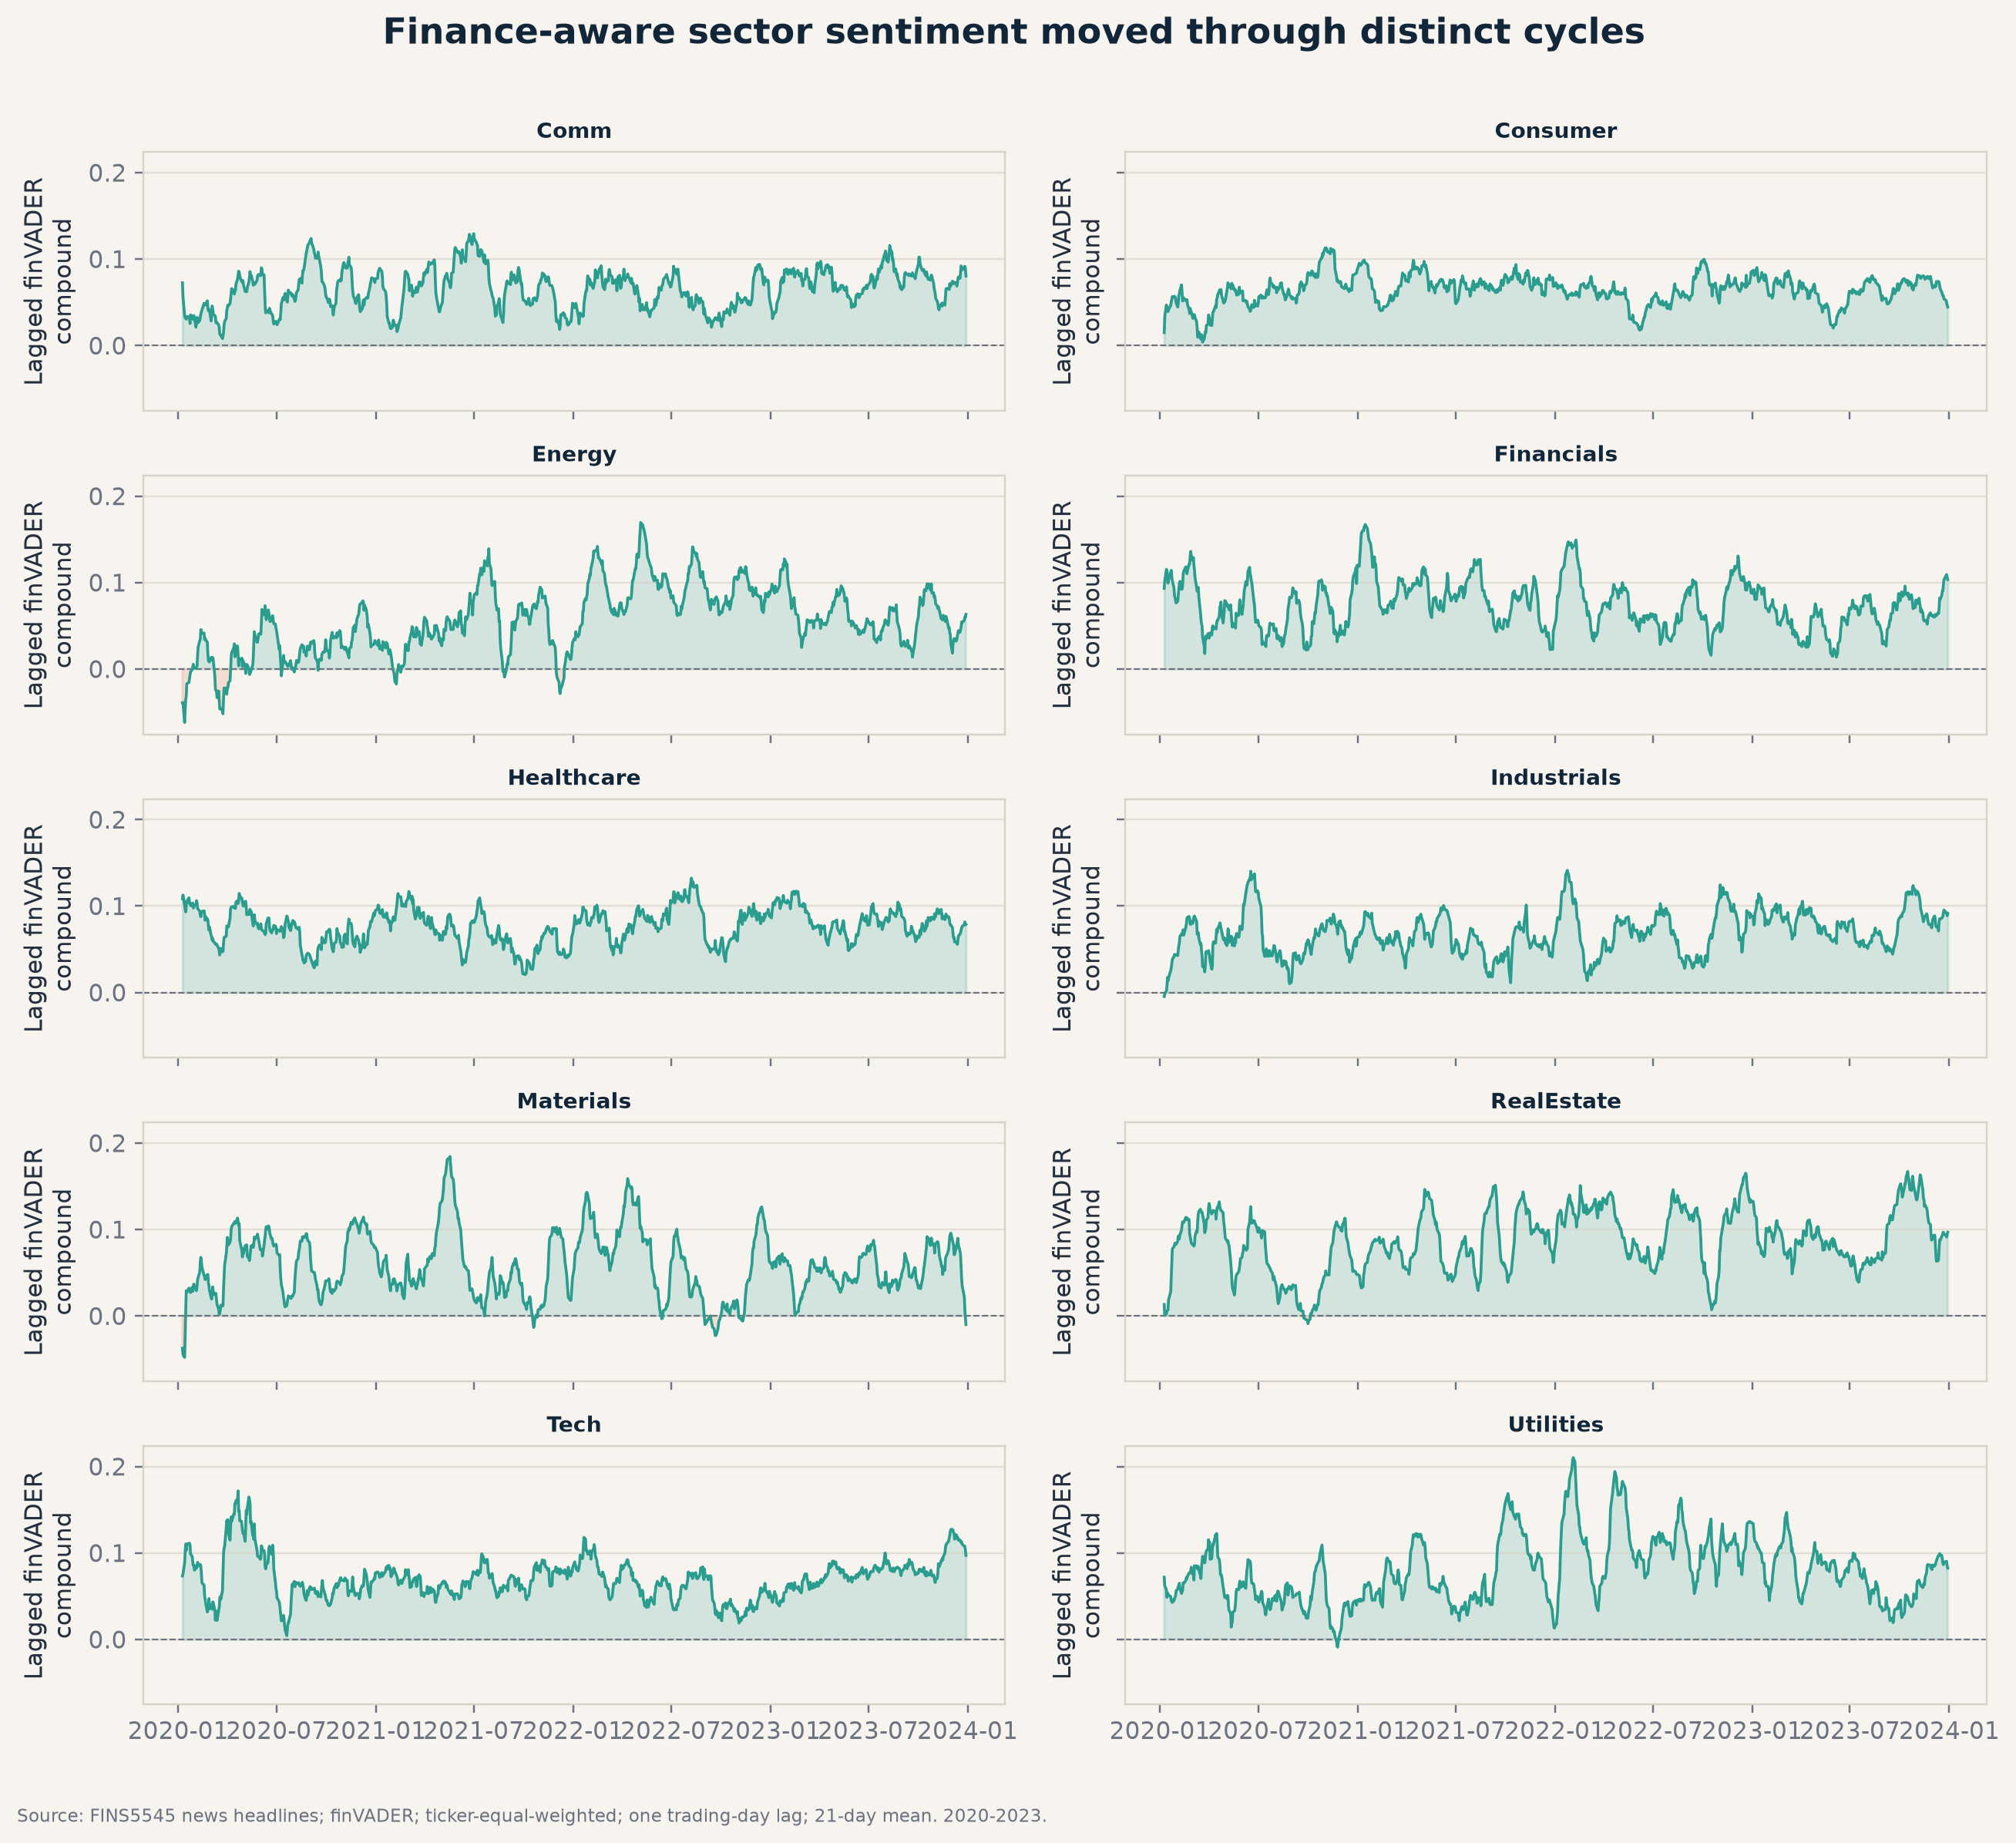 Finance-aware sector sentiment moved through distinct cycles
Comm
Consumer
Lagged finVADER
compound
0.2
0.1
0.0
Lagged finVADER
compound
Energy
Financials
Lagged finVADER
compound
0.2
0.1
0.0
Lagged finVADER
compound
Healthcare
Industrials
Lagged finVADER
compound
0.2
0.1
0.0
Lagged finVADER
compound
Materials
RealEstate
Lagged finVADER
compound
0.2
0.1
0.0
Lagged finVADER
compound
Tech
Utilities
Lagged finVADER
compound
0.2
0.1
0.0
Lagged finVADER
compound
2020-01 2020-07 2021-01 2021-07 2022-01 2022-07 2023-01 2023-07 2024-01
2020-01 2020-07 2021-01 2021-07 2022-01 2022-07 2023-01 2023-07 2024-01
Source: FINS5545 news headlines; finVADER; ticker-equal-weighted; one trading-day lag; 21-day mean. 2020-2023.